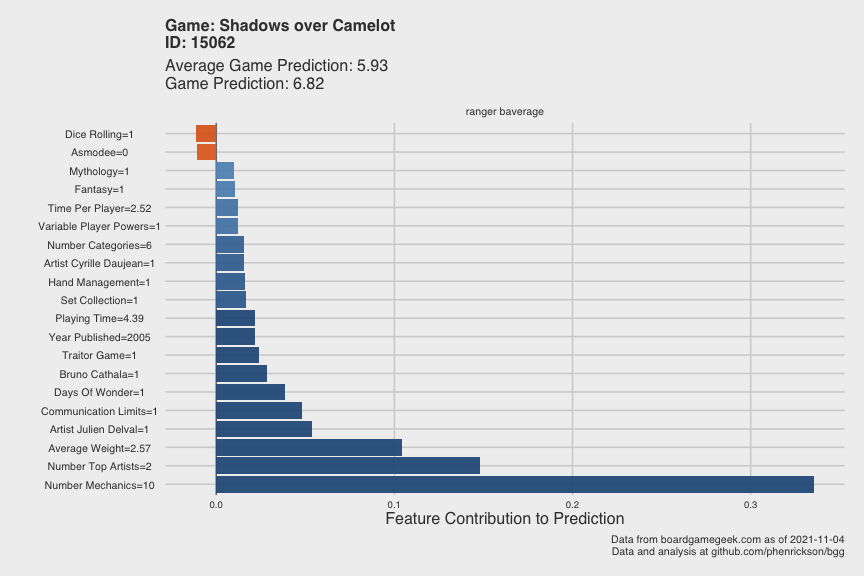 Game: Shadows over Camelot
ID: 15062
Average Game Prediction: 5.93
Game Prediction: 6.82
ranger baverage
Dice Rolling=1
Asmodee=0
Mythology=1
Fantasy=1
Time Per Player=2.52
Variable Player Powers=1
Number Categories=6
Artist Cyrille Daujean=1
Hand Management=1
Set Collection=1
Playing Time=4.39
Year Published=2005
Traitor Game=1
Bruno Cathala=1
Days Of Wonder=1
Communication Limits=1
Artist Julien Delval=1
Average Weight=2.57
Number Top Artists=2
Number Mechanics=10
0.0 0.1 0.2 0.3
Feature Contribution to Prediction
Data from boardgamegeek.com as of 2021-11-04
Data and analysis at github.com/phenrickson/bgg